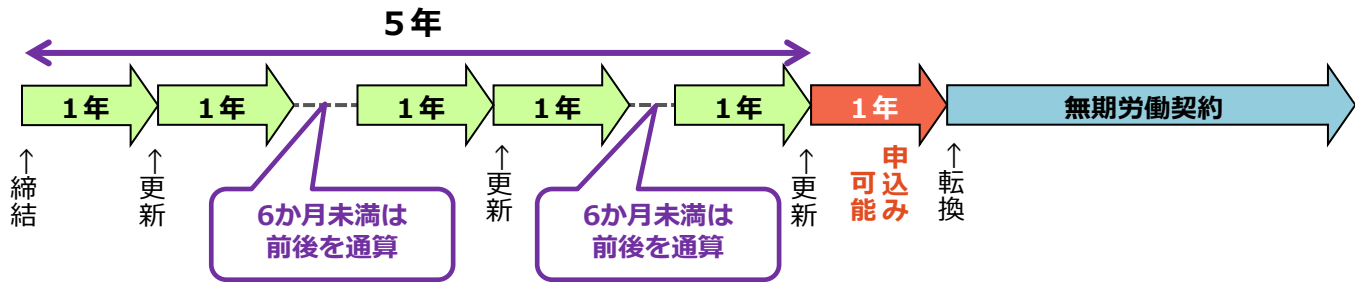 5年
1年
1年
1年
1年
1年
1年
無期労働契約
↑締結
↑更新
6か月未満は
前後を通算
↑更新
6か月未満は
前後を通算
↑更新
申込み
可能
↑転換